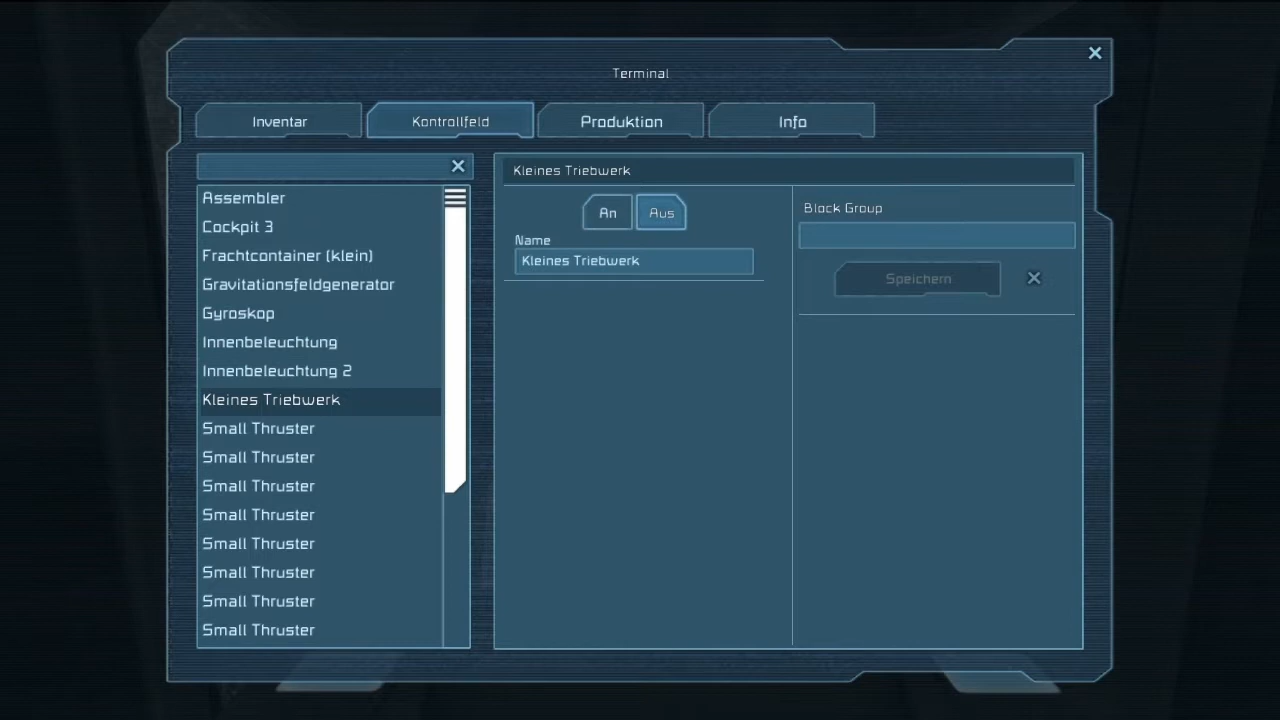 Terminal
Inventar
Kontrollfeld
Produktion
Info
Assembler
Cockpit 3
Frachtcontainer (klein)
Gravitationsfeldgenerator
Gyroskop
Innenbeleuchtung
Innenbeleuchtung 2
Kleines Triebwerk
Small Thruster
Small Thruster
Small Thruster
Small Thruster
Small Thruster
Small Thruster
Small Thruster
Small Thruster
Kleines Triebwerk
An
Aus
Name
Kleines Triebwerk
Block Group
Speichern